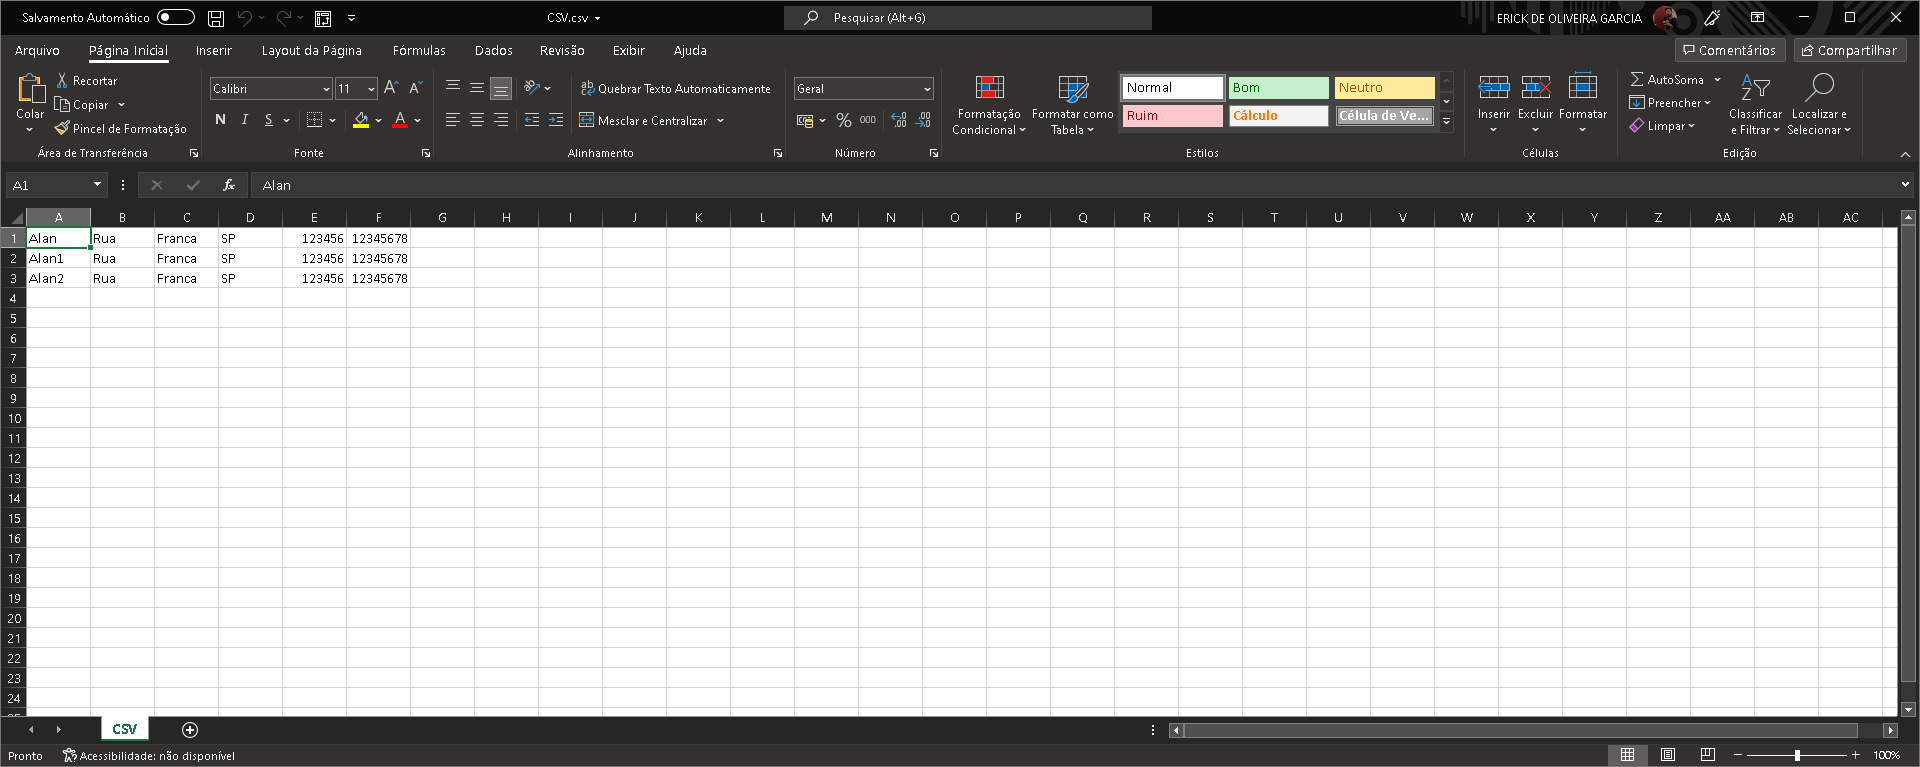 Salvamento Automático
CSV.csv
Pesquisar (Alt+G)
ERICK DE OLIVEIRA GARCIA
Arquivo Página Inicial Inserir Layout da Página Fórmulas Dados Revisão Exibir Ajuda
Comentários Compartilhar
Colar
Recortar
Copiar
Pincel de Formatação
Área de Transferência
Calibri 11
N I S
Fonte
Quebrar Texto Automaticamente
Mesclar e Centralizar
Alinhamento
Geral
% 000
Número
Formatação Condicional
Formatar como Tabela
Normal Bom Neutro
Ruim Cálculo Célula de Ve...
Estilos
Inserir Excluir Formatar
Células
AutoSoma
Preencher
Limpar
Classificar e Filtrar
Localizar e Selecionar
Edição
A1 fx Alan
A B C D E F G H I J K L M N O P Q R S T U V W X Y Z AA AB AC
1 Alan Rua Franca SP 123456 12345678
2 Alan1 Rua Franca SP 123456 12345678
3 Alan2 Rua Franca SP 123456 12345678
4
5
6
7
8
9
10
11
12
13
14
15
16
17
18
19
20
21
22
23
24
CSV
Pronto Acessibilidade: não disponível 100%